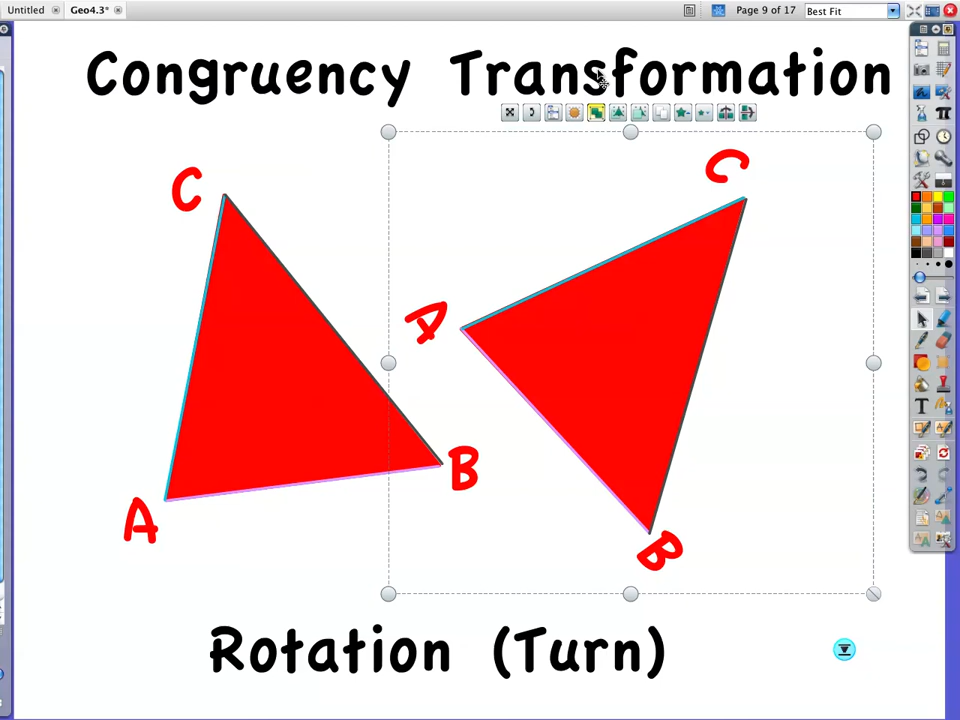 Untitled
Geo4.3*
Page 9 of 17
Best Fit
Congruency Transformation
C
C
A
B
A
B
Rotation (Turn)